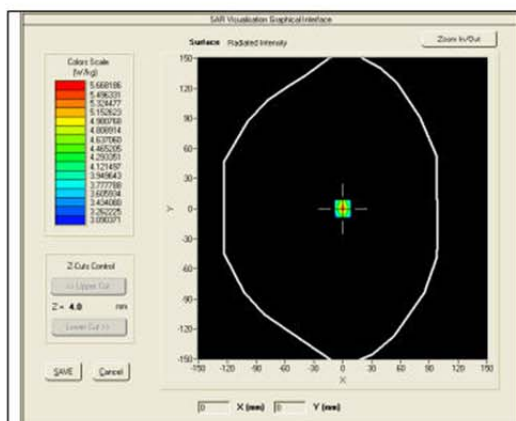 SAR Visualisation Graphical Interface
Surface Radiated Intensity
Zoom In/Out
Colors Scale
(W/kg)
5.668186
5.496331
5.324477
5.152623
4.980768
4.808914
4.637060
4.465205
4.293351
4.121497
3.949643
3.777788
3.605934
3.434080
3.262225
3.090371
Z-Cuts Control
<< Upper Cut
Z = 4.0 mm
Lower Cut >>
SAVE Cancel
150
120
90
60
30
0
30
60
90
120
-150
Y
-150 -120 -90 -60 -30 0 30 60 90 120 150
X
0 X (mm) 0 Y (mm)